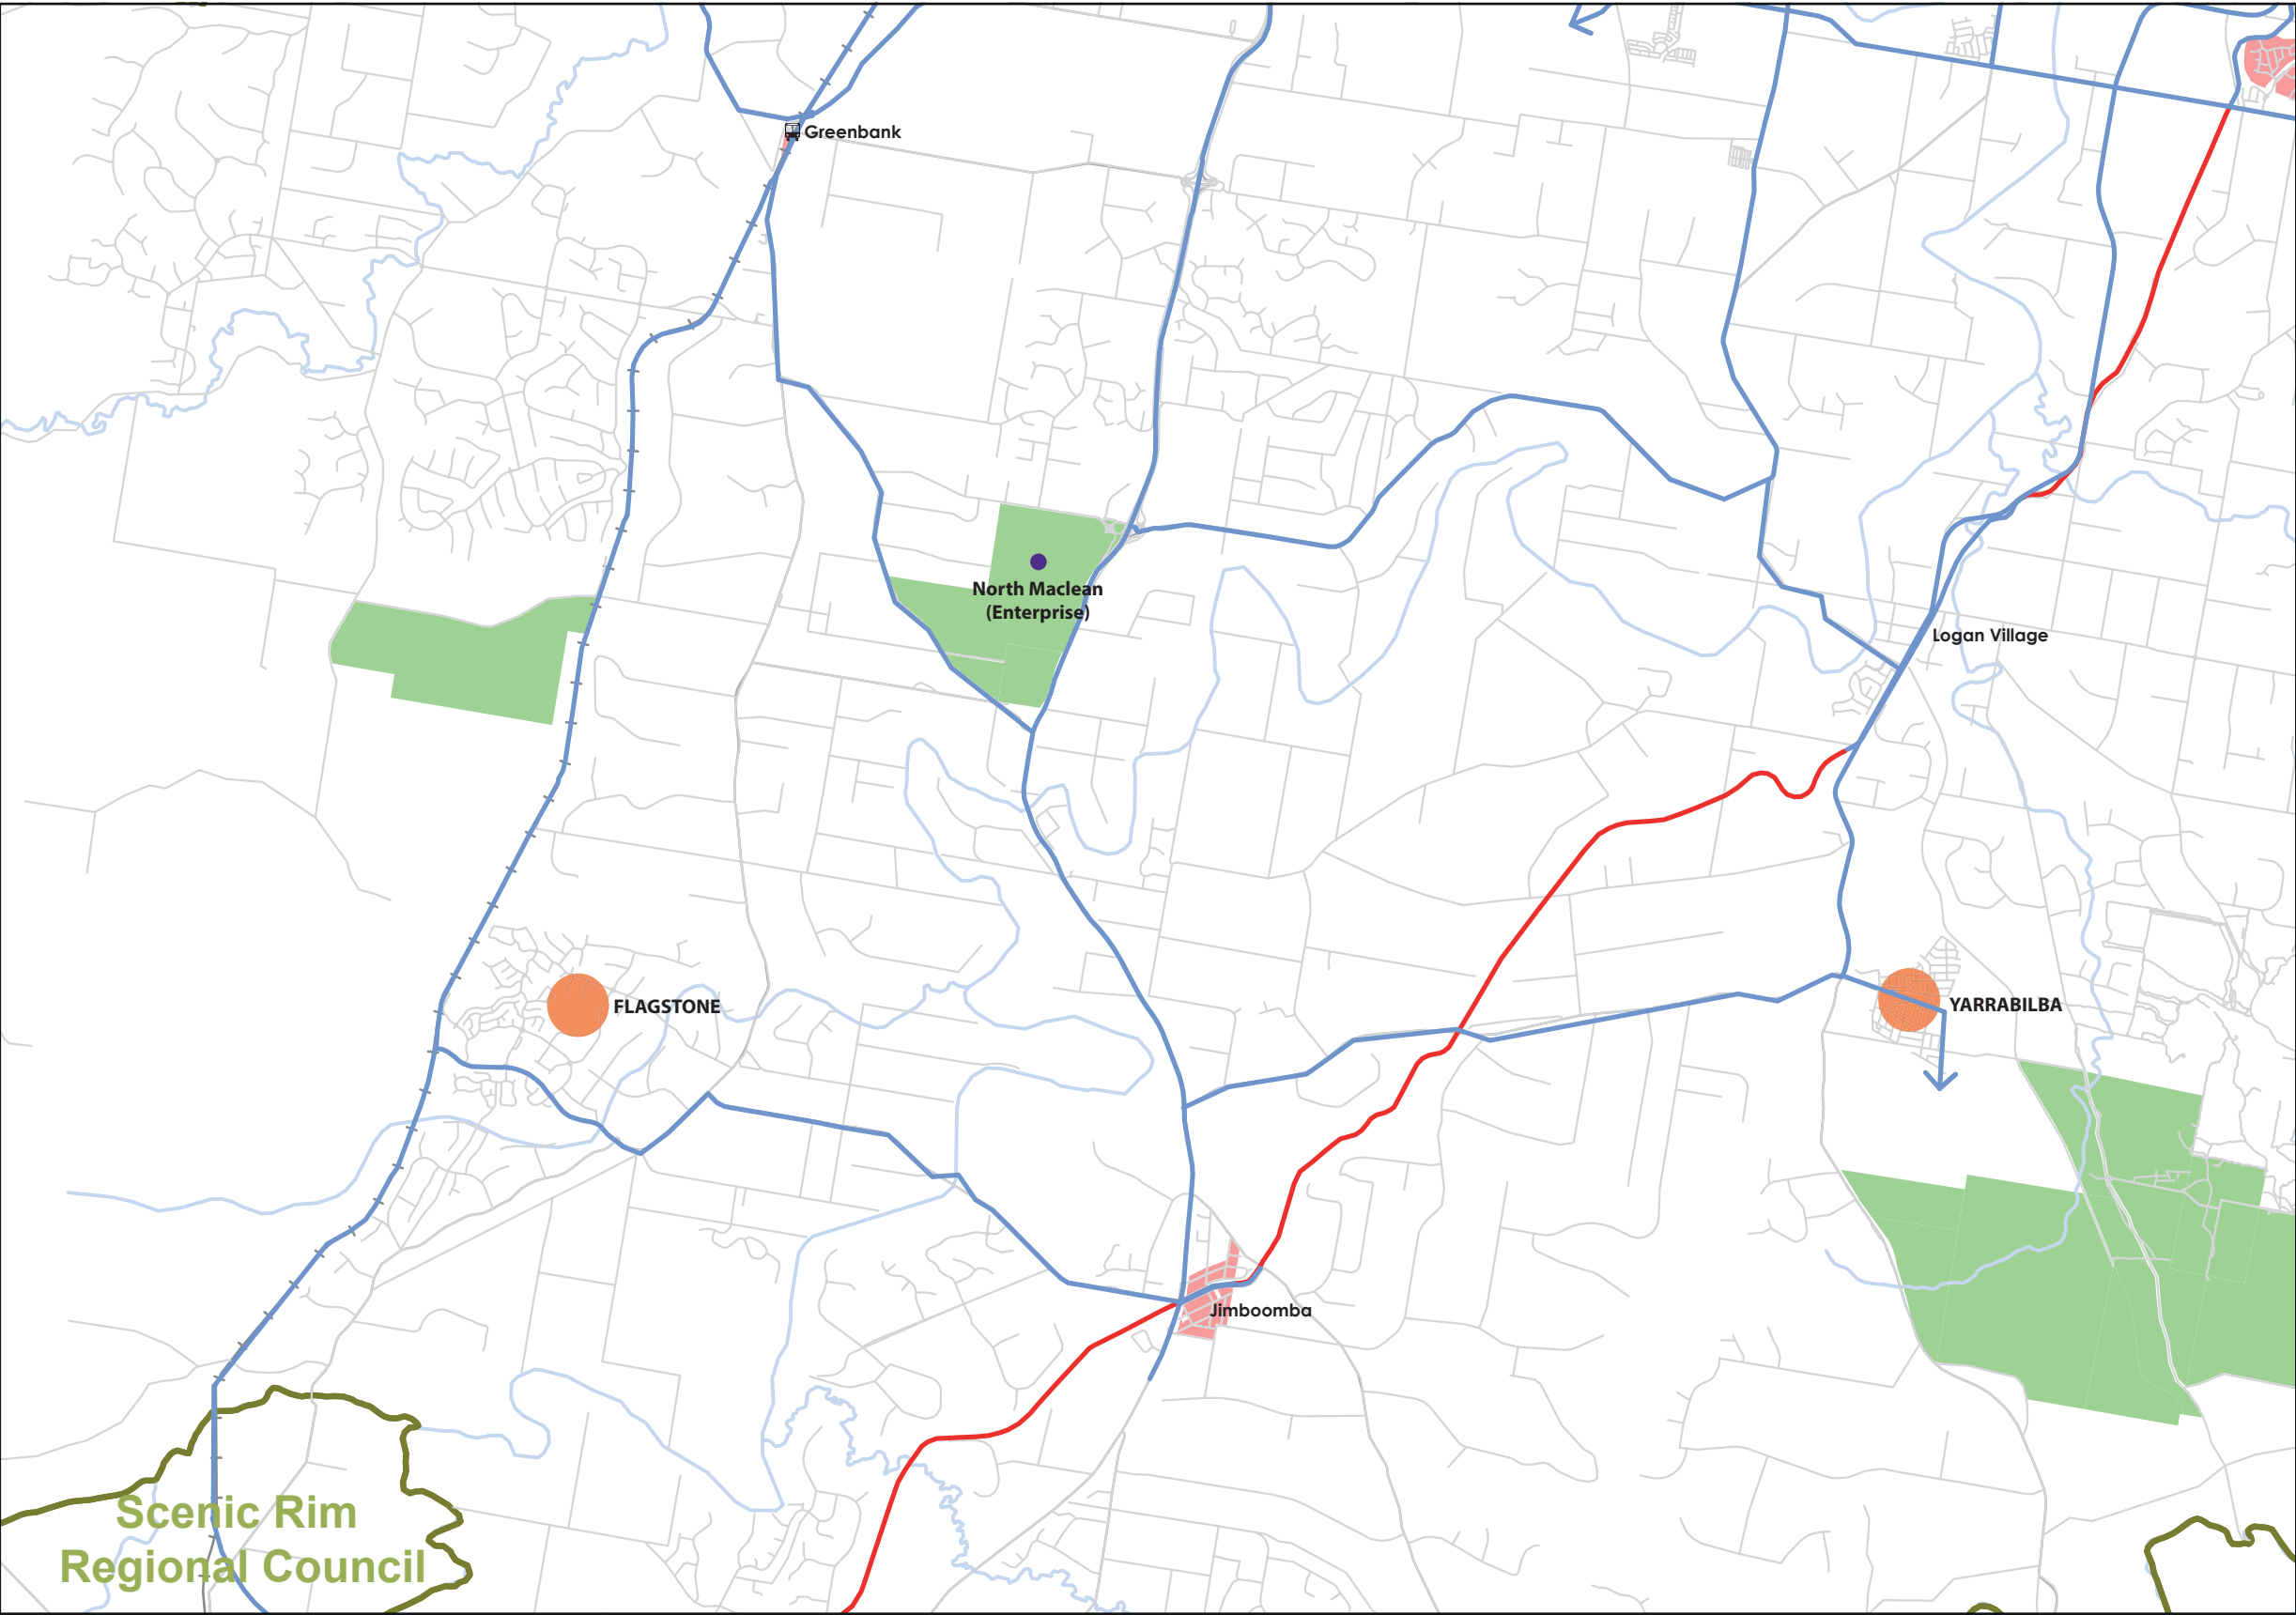 Greenbank
North Maclean
(Enterprise)
Logan Village
FLAGSTONE
YARRABILBA
Jimboomba
Scenic Rim
Regional Council